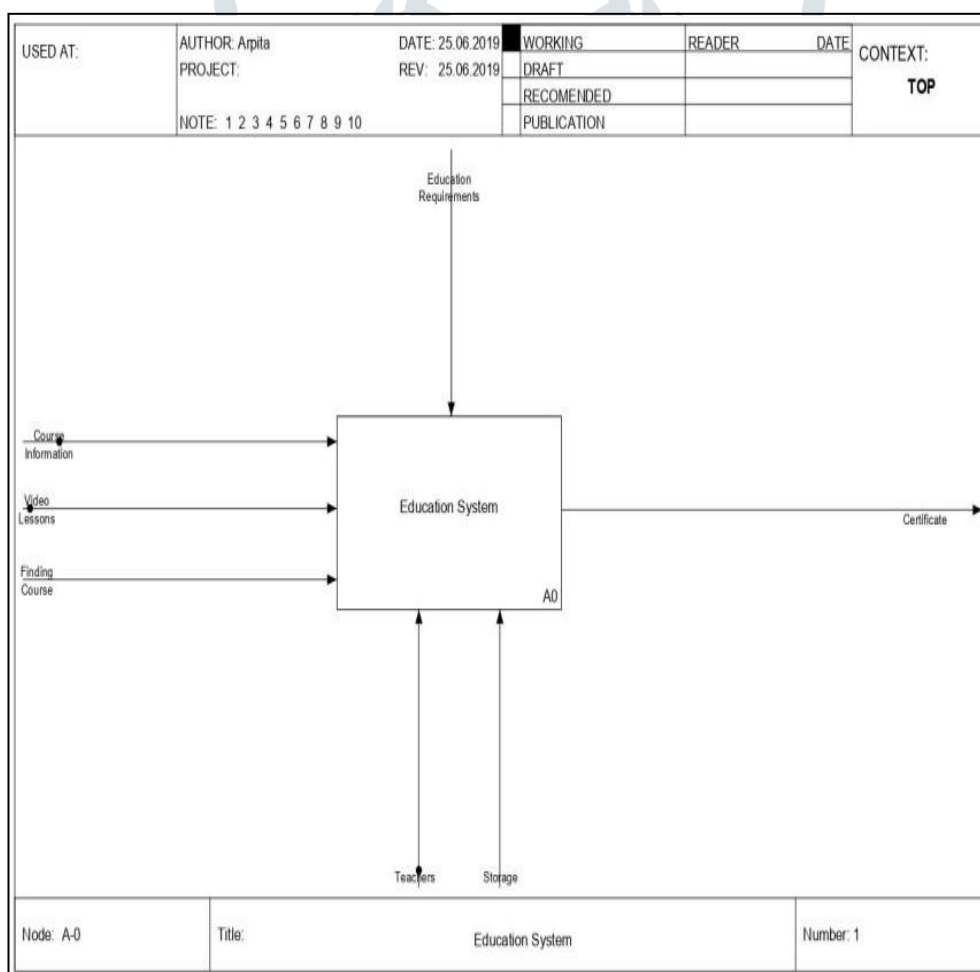 USED AT:
AUTHOR: Arpita
DATE: 25.06.2019
WORKING
READER
DATE
CONTEXT:
PROJECT:
REV: 25.06.2019
DRAFT
TOP
RECOMENDED
NOTE: 1 2 3 4 5 6 7 8 9 10
PUBLICATION
Education
Requirements
Course
Information
Video
Lessons
Finding
Course
Education System
A0
Certificate
Teachers
Storage
Node: A-0
Title:
Education System
Number: 1